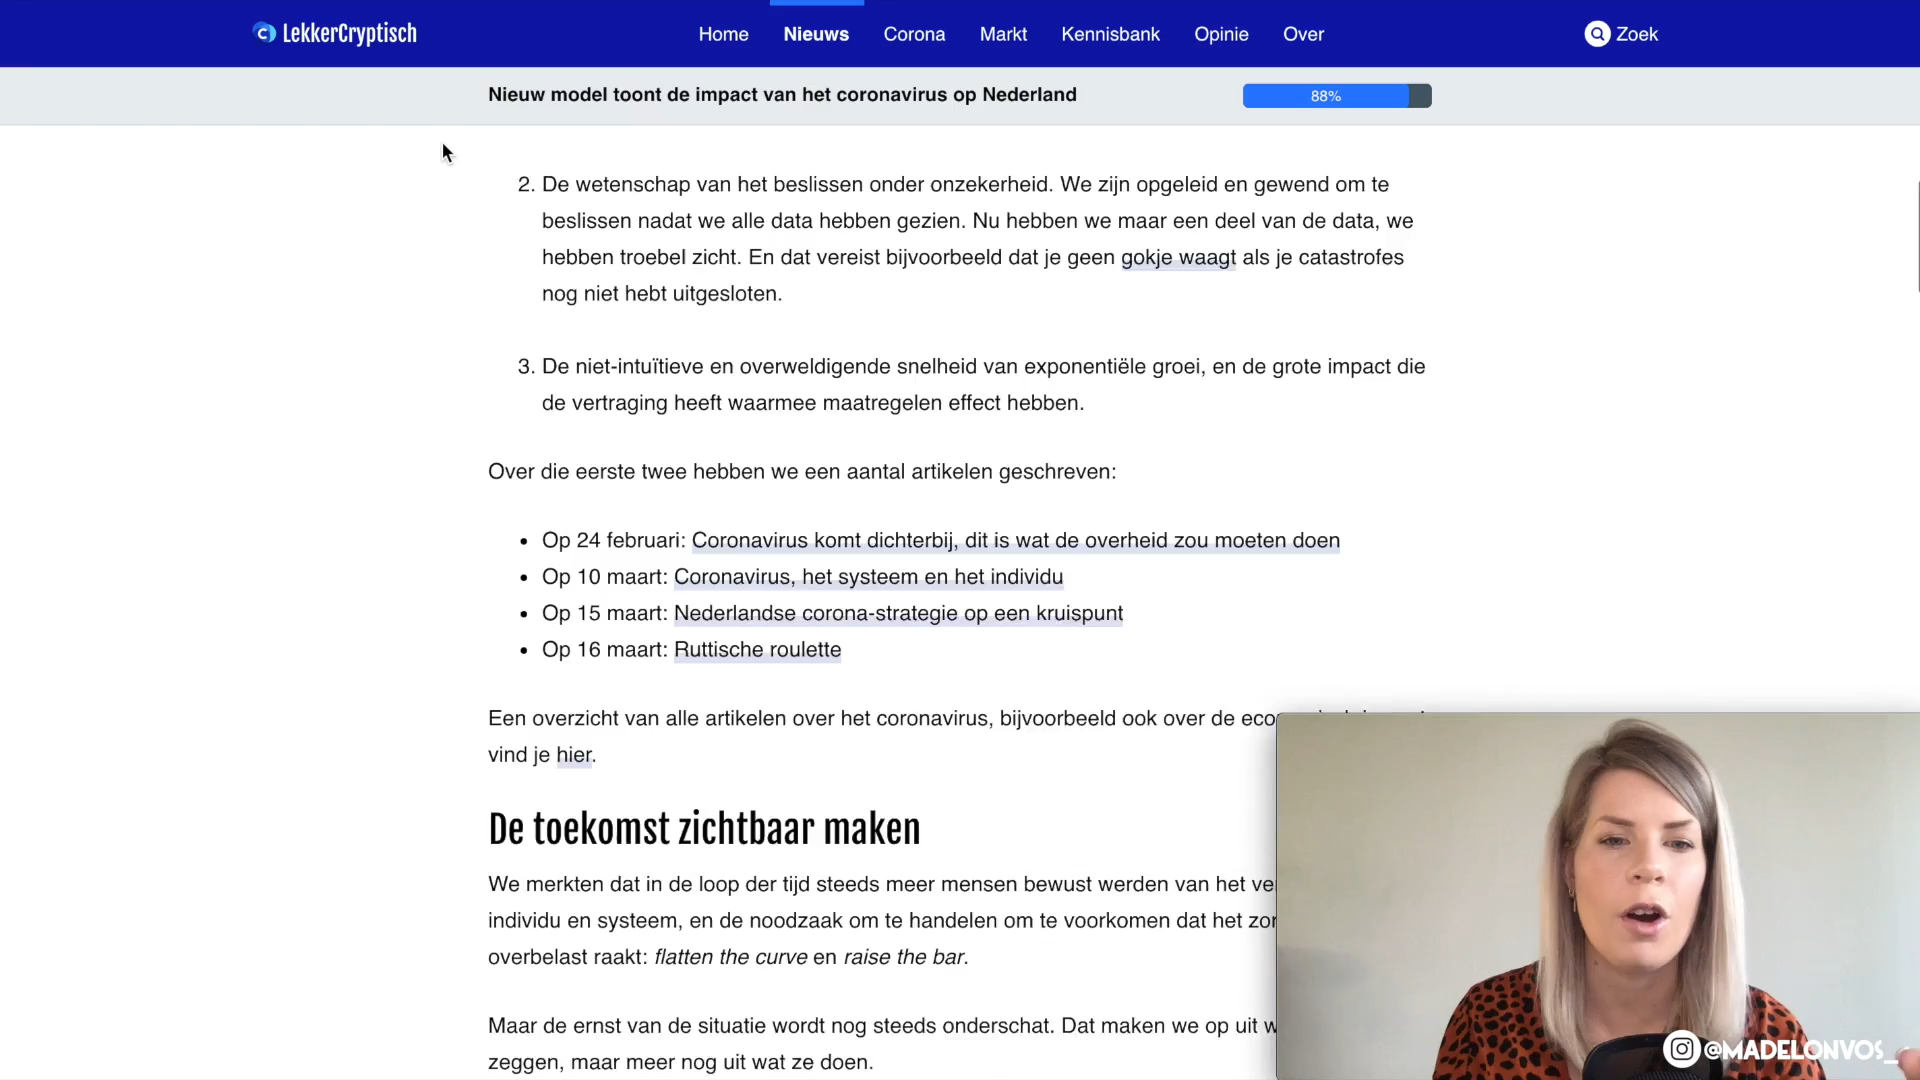 LekkerCryptisch
Home Nieuws Corona Markt Kennisbank Opinie Over
Zoek
Nieuw model toont de impact van het coronavirus op Nederland
88%
2. De wetenschap van het beslissen onder onzekerheid. We zijn opgeleid en gewend om te
beslissen nadat we alle data hebben gezien. Nu hebben we maar een deel van de data, we
hebben troebel zicht. En dat vereist bijvoorbeeld dat je geen gokje waagt als je catastrofes
nog niet hebt uitgesloten.
3. De niet-intuïtieve en overweldigende snelheid van exponentiële groei, en de grote impact die
de vertraging heeft waarmee maatregelen effect hebben.
Over die eerste twee hebben we een aantal artikelen geschreven:
• Op 24 februari: Coronavirus komt dichterbij, dit is wat de overheid zou moeten doen
• Op 10 maart: Coronavirus, het systeem en het individu
• Op 15 maart: Nederlandse corona-strategie op een kruispunt
• Op 16 maart: Ruttische roulette
Een overzicht van alle artikelen over het coronavirus, bijvoorbeeld ook over de
vind je hier.
De toekomst zichtbaar maken
We merkten dat in de loop der tijd steeds meer mensen bewust werden van het
individu en systeem, en de noodzaak om te handelen om te voorkomen dat het
overbelast raakt: flatten the curve en raise the bar.
Maar de ernst van de situatie wordt nog steeds onderschat. Dat maken we op uit
zeggen, maar meer nog uit wat ze doen.
@MADELONVOS_